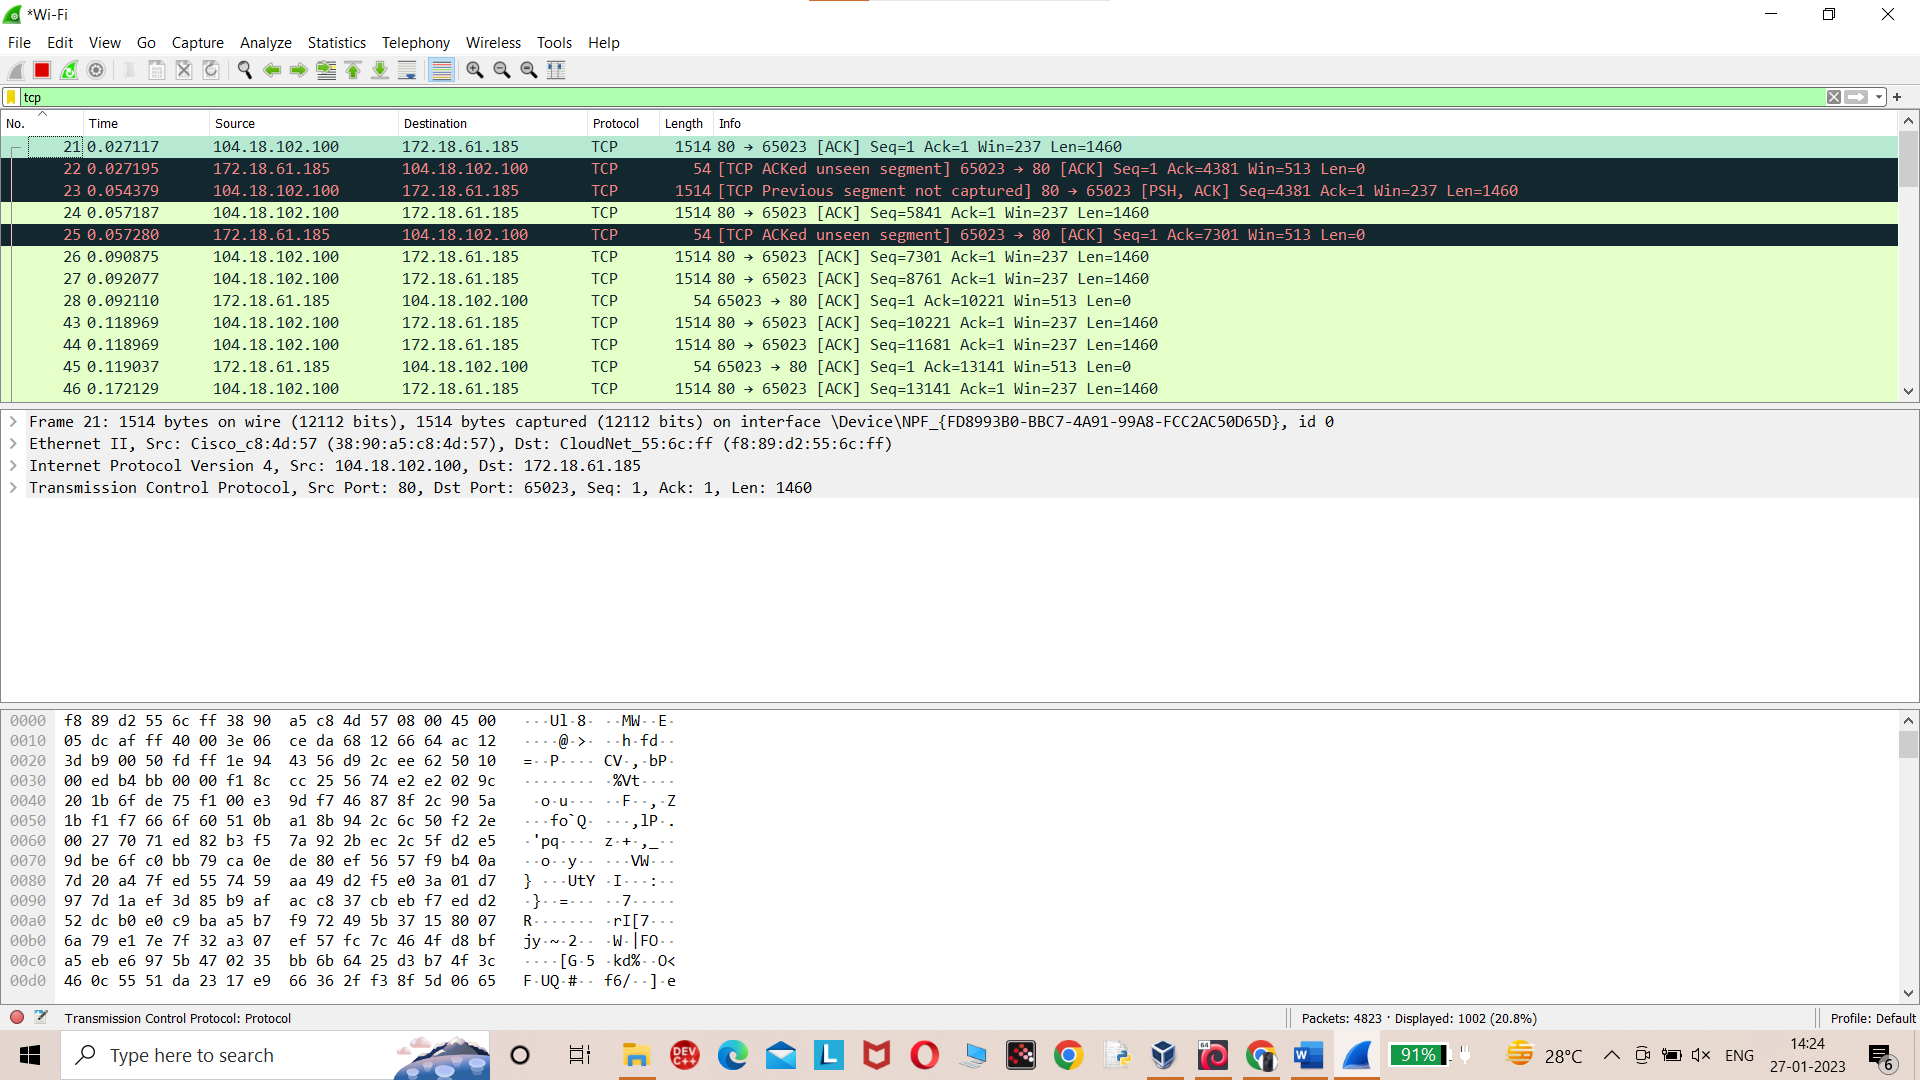 *Wi-Fi
File Edit View Go Capture Analyze Statistics Telephony Wireless Tools Help
tcp
No. Time Source Destination Protocol Length Info
21 0.027117 104.18.102.100 172.18.61.185 TCP 1514 80 → 65023 [ACK] Seq=1 Ack=1 Win=237 Len=1460
22 0.027195 172.18.61.185 104.18.102.100 TCP 54 [TCP ACKed unseen segment] 65023 → 80 [ACK] Seq=1 Ack=4381 Win=513 Len=0
23 0.054379 104.18.102.100 172.18.61.185 TCP 1514 [TCP Previous segment not captured] 80 → 65023 [PSH, ACK] Seq=4381 Ack=1 Win=237 Len=1460
24 0.057187 104.18.102.100 172.18.61.185 TCP 1514 80 → 65023 [ACK] Seq=5841 Ack=1 Win=237 Len=1460
25 0.057280 172.18.61.185 104.18.102.100 TCP 54 [TCP ACKed unseen segment] 65023 → 80 [ACK] Seq=1 Ack=7301 Win=513 Len=0
26 0.090875 104.18.102.100 172.18.61.185 TCP 1514 80 → 65023 [ACK] Seq=7301 Ack=1 Win=237 Len=1460
27 0.092077 104.18.102.100 172.18.61.185 TCP 1514 80 → 65023 [ACK] Seq=8761 Ack=1 Win=237 Len=1460
28 0.092110 172.18.61.185 104.18.102.100 TCP 54 65023 → 80 [ACK] Seq=1 Ack=10221 Win=513 Len=0
43 0.118969 104.18.102.100 172.18.61.185 TCP 1514 80 → 65023 [ACK] Seq=10221 Ack=1 Win=237 Len=1460
44 0.118969 104.18.102.100 172.18.61.185 TCP 1514 80 → 65023 [ACK] Seq=11681 Ack=1 Win=237 Len=1460
45 0.119037 172.18.61.185 104.18.102.100 TCP 54 65023 → 80 [ACK] Seq=1 Ack=13141 Win=513 Len=0
46 0.172129 104.18.102.100 172.18.61.185 TCP 1514 80 → 65023 [ACK] Seq=13141 Ack=1 Win=237 Len=1460
Frame 21: 1514 bytes on wire (12112 bits), 1514 bytes captured (12112 bits) on interface \Device\NPF_{FD8993B0-BBC7-4A91-99A8-FCC2AC50D65D}, id 0
Ethernet II, Src: Cisco_c8:4d:57 (38:90:a5:c8:4d:57), Dst: CloudNet_55:6c:ff (f8:89:d2:55:6c:ff)
Internet Protocol Version 4, Src: 104.18.102.100, Dst: 172.18.61.185
Transmission Control Protocol, Src Port: 80, Dst Port: 65023, Seq: 1, Ack: 1, Len: 1460
0000 f8 89 d2 55 6c ff 38 90 a5 c8 4d 57 08 00 45 00 ···Ul·8· ··MW··E·
0010 05 dc af ff 40 00 3e 06 ce da 68 12 66 64 ac 12 ····@·>· ··h·fd··
0020 3d b9 00 50 fd ff 1e 94 43 56 d9 2c ee 62 50 10 =··P···· CV·,·bP·
0030 00 ed b4 bb 00 00 f1 8c cc 25 56 74 e2 e2 02 9c ········ ·%Vt····
0040 20 1b 6f de 75 f1 00 e3 9d f7 46 87 8f 2c 90 5a ·o·u··· ··F··,·Z
0050 1b f1 f7 66 6f 60 51 0b a1 8b 94 2c 6c 50 f2 2e ···fo`Q· ···,lP·.
0060 00 27 70 71 ed 82 b3 f5 7a 92 2b ec 2c 5f d2 e5 ·'pq···· z·+·,_··
0070 9d be 6f c0 bb 79 ca 0e de 80 ef 56 57 f9 b4 0a ··o··y·· ···VW···
0080 7d 20 a4 7f ed 55 74 59 aa 49 d2 f5 e0 3a 01 d7 } ···UtY ·I···:··
0090 97 7d 1a ef 3d 85 b9 af ac c8 37 cb eb f7 ed d2 ·}··=··· ··7·····
00a0 52 dc b0 e0 c9 ba a5 b7 f9 72 49 5b 37 15 80 07 R······· ·rI[7···
00b0 6a 79 e1 7e 7f 32 a3 07 ef 57 fc 7c 46 4f d8 bf jy·~·2·· ·W·|FO··
00c0 a5 eb e6 97 5b 47 02 35 bb 6b 64 25 d3 b7 4f 3c ····[G·5 ·kd%··O<
00d0 46 0c 55 51 da 23 17 e9 66 36 2f f3 8f 5d 06 65 F·UQ·#·· f6/··]·e
Transmission Control Protocol: Protocol Packets: 4823 · Displayed: 1002 (20.8%) Profile: Default
Type here to search DEV C++ L 64 W 91% 28°C ENG 14:24
27-01-2023 6